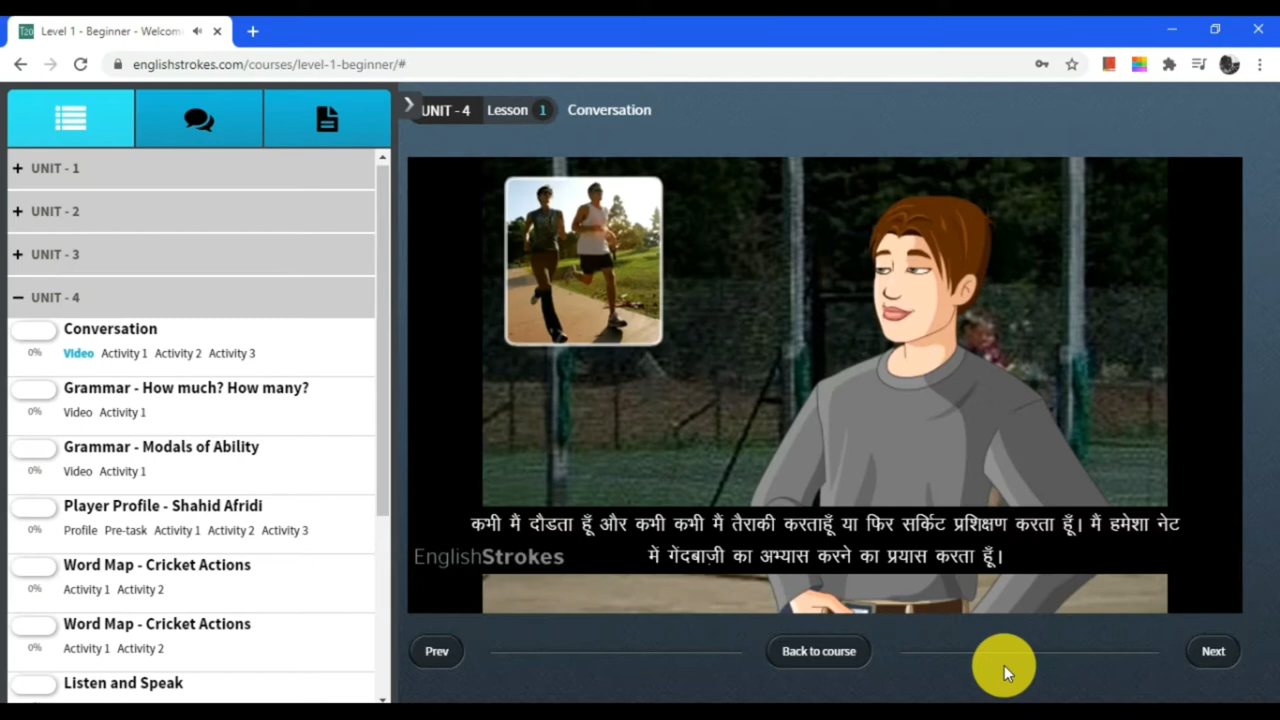 Level 1 - Beginner - Welcom
englishstrokes.com/courses/level-1-beginner/#
UNIT - 4 Lesson 1 Conversation
+ UNIT - 1
+ UNIT - 2
+ UNIT - 3
− UNIT - 4
Conversation
0% Video Activity 1 Activity 2 Activity 3
Grammar - How much? How many?
0% Video Activity 1
Grammar - Modals of Ability
0% Video Activity 1
Player Profile - Shahid Afridi
0% Profile Pre-task Activity 1 Activity 2 Activity 3
Word Map - Cricket Actions
0% Activity 1 Activity 2
Word Map - Cricket Actions
0% Activity 1 Activity 2
Listen and Speak
कभी मैं दौडता हूँ और कभी कभी मैं तैराकी करताहूँ या फिर सर्किट प्रशिक्षण करता हूँ। मैं हमेशा नेट
में गेंदबाज़ी का अभ्यास करने का प्रयास करता हूँ।
EnglishStrokes
Prev Back to course Next